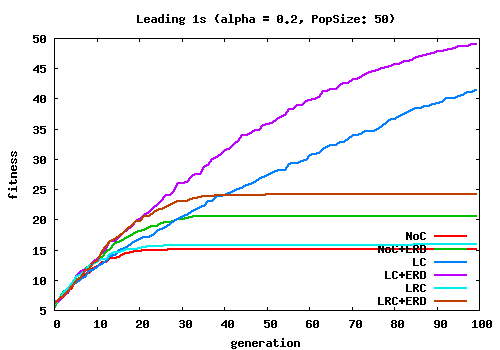 Leading 1s (alpha = 0.2, PopSize: 50)
50
45
40
35
30
25
20
15
10
5
fitness
0 10 20 30 40 50 60 70 80 90 100
generation
NoC
NoC+ERD
LC
LC+ERD
LRC
LRC+ERD